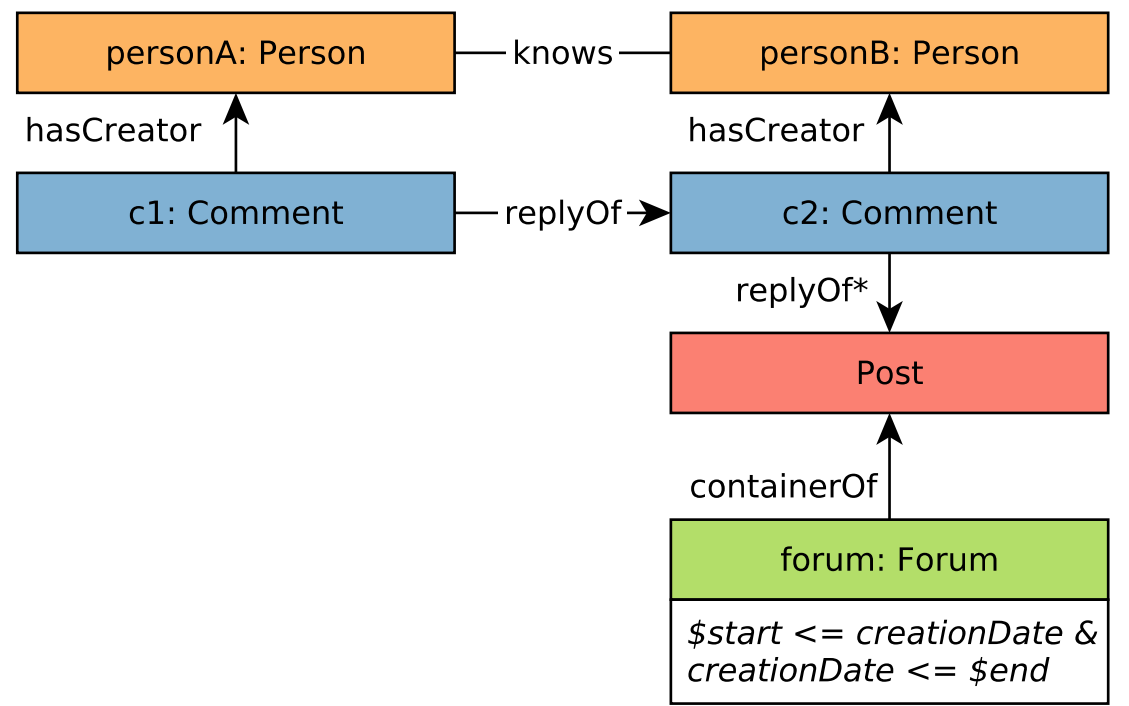 personA: Person
knows
personB: Person
hasCreator
hasCreator
c1: Comment
replyOf
c2: Comment
replyOf*
Post
containerOf
forum: Forum
$start <= creationDate &
creationDate <= $end